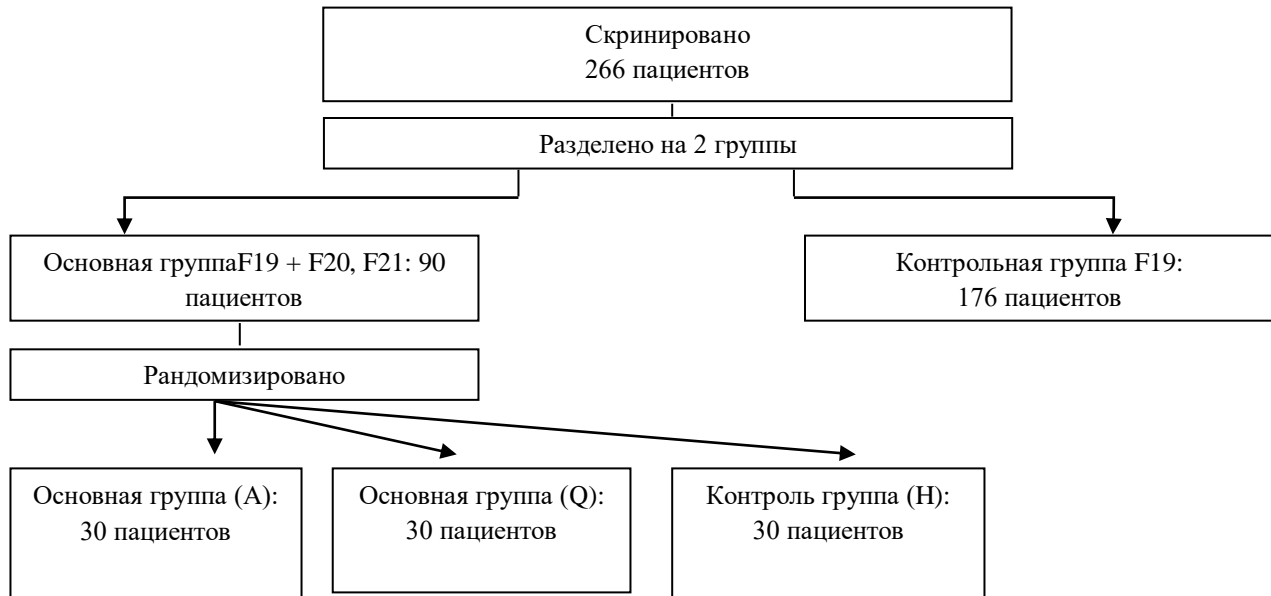 Скринировано
266 пациентов
Разделено на 2 группы
Основная группаF19 + F20, F21: 90
пациентов
Контрольная группа F19:
176 пациентов
Рандомизировано
Основная группа (A):
30 пациентов
Основная группа (Q):
30 пациентов
Контроль группа (H):
30 пациентов